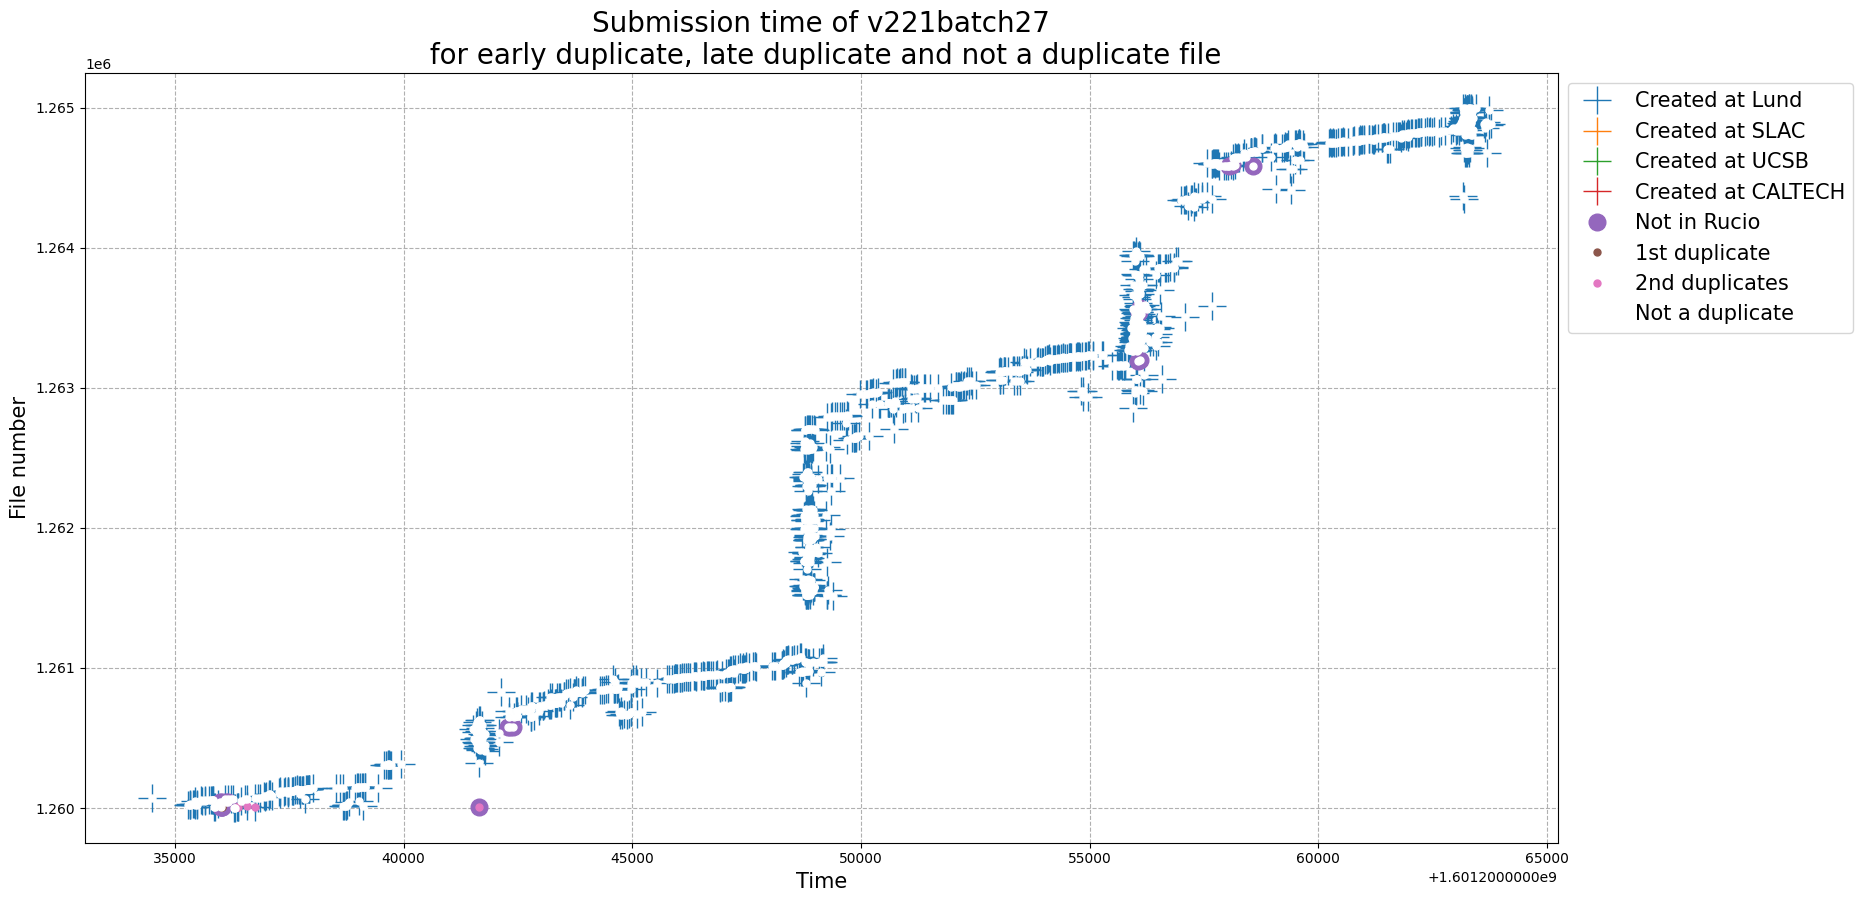 Submission time of v221batch27
for early duplicate, late duplicate and not a duplicate file
1e6
1.265
1.264
1.263
1.262
1.261
1.260
File number
35000
40000
45000
50000
55000
60000
65000
Time
+1.6012000000e9
Created at Lund
Created at SLAC
Created at UCSB
Created at CALTECH
Not in Rucio
1st duplicate
2nd duplicates
Not a duplicate